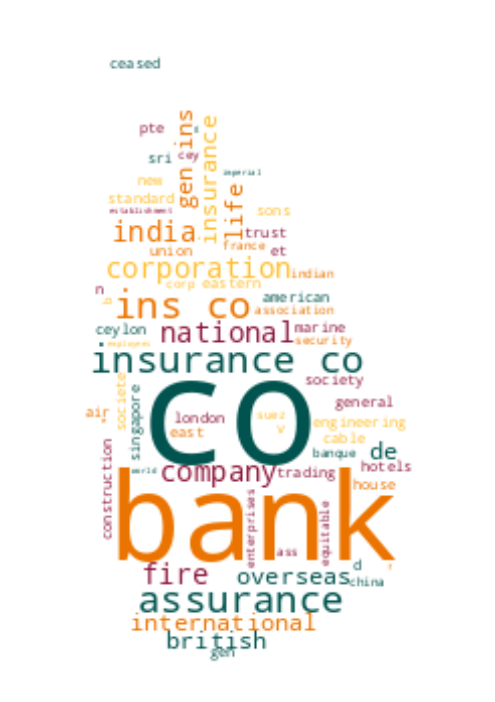 ceased
pte
gen ins
insurance
sri
cey
imperial
new
life
standard
establishment
sons
india
trust
union
france
et
corporation
indian
corp
eastern
n
ins co
american
association
ceylon
national
marine
security
employees
insurance co
society
societe
singapore
general
air
co
london
suez
engineering
east
v
cable
construction
banque
de
world
company
trading
hotels
bank
house
enterprises
equitable
ass
fire
overseas
d
china
assurance
international
british
gen